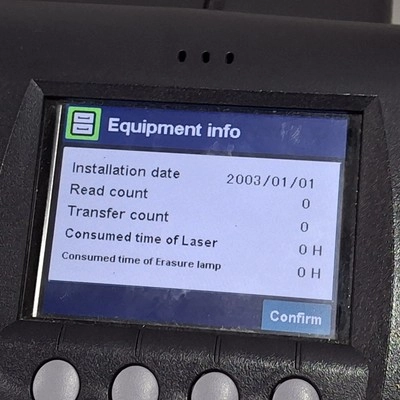 Equipment info
Installation date 2003/01/01
Read count 0
Transfer count 0
Consumed time of Laser 0 H
Consumed time of Erasure lamp 0 H
Confirm